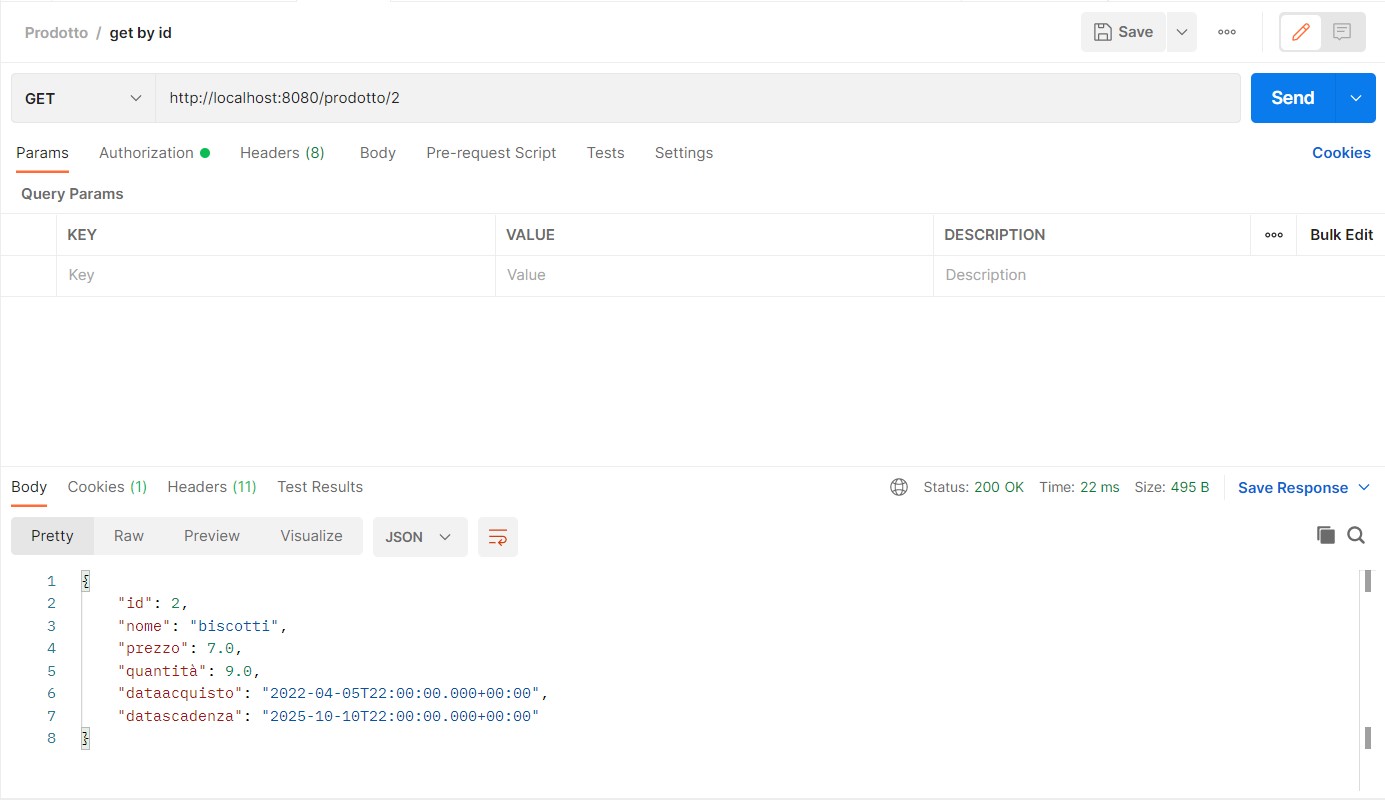 Prodotto / get by id
Save
GET
http://localhost:8080/prodotto/2
Send
Params Authorization Headers (8) Body Pre-request Script Tests Settings Cookies
Query Params
KEY VALUE DESCRIPTION Bulk Edit
Key Value Description
Body Cookies (1) Headers (11) Test Results Status: 200 OK Time: 22 ms Size: 495 B Save Response
Pretty Raw Preview Visualize JSON
1 {
2 "id": 2,
3 "nome": "biscotti",
4 "prezzo": 7.0,
5 "quantità": 9.0,
6 "dataacquisto": "2022-04-05T22:00:00.000+00:00",
7 "datascadenza": "2025-10-10T22:00:00.000+00:00"
8 }